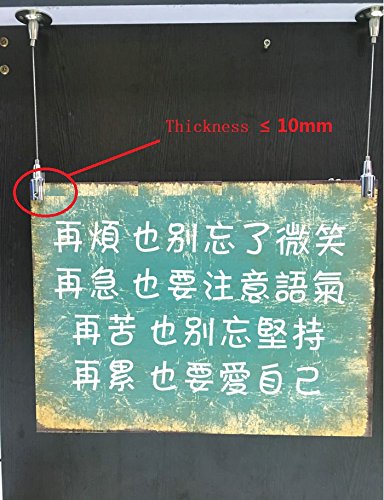 Thickness ≤ 10mm
再煩 也別忘了微笑
再急 也要注意語氣
再苦 也別忘堅持
再累 也要愛自己